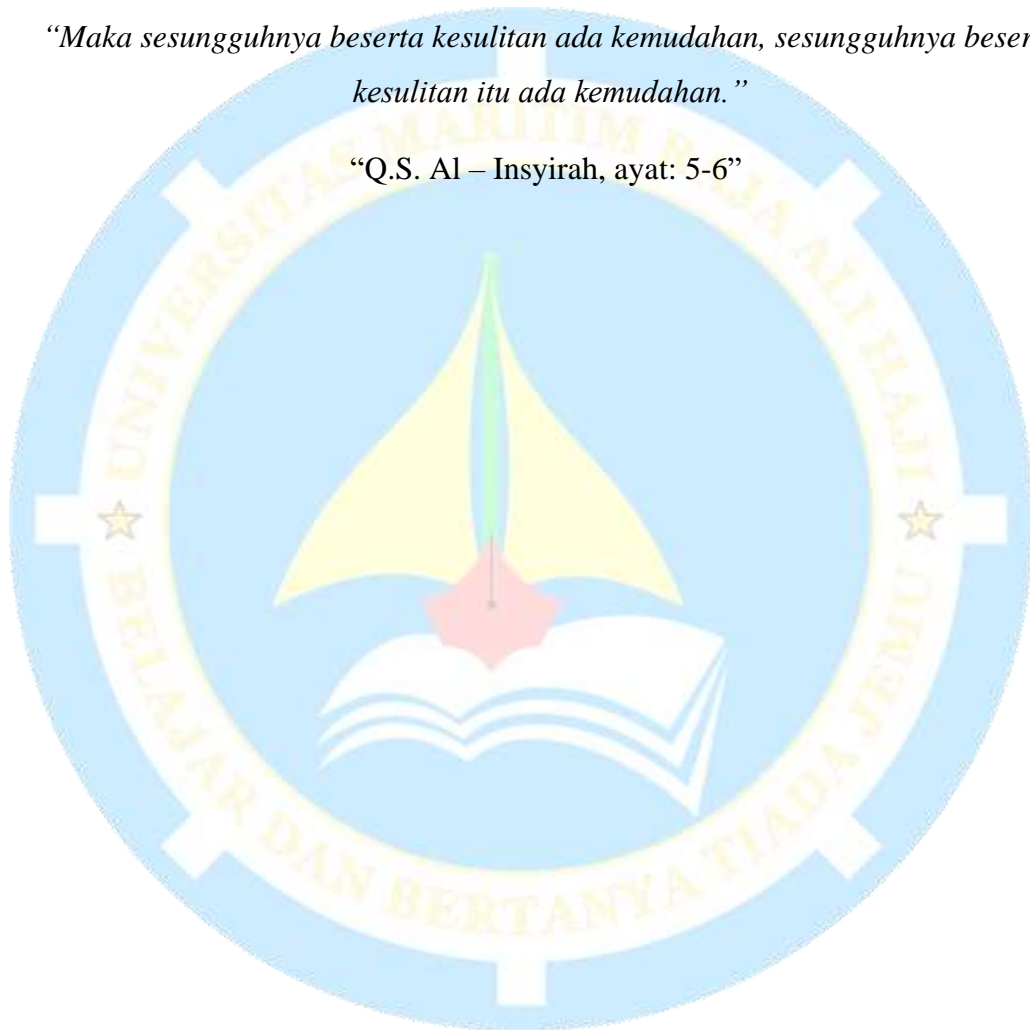 “Maka sesungguhnya beserta kesulitan ada kemudahan, sesungguhnya beser
kesulitan itu ada kemudahan.”
“Q.S. Al – Insyirah, ayat: 5-6”
UNIVERSITAS MARITIM RAJA ALI HAJI
BELAJAR DAN BERTANYA TIADA JEMU